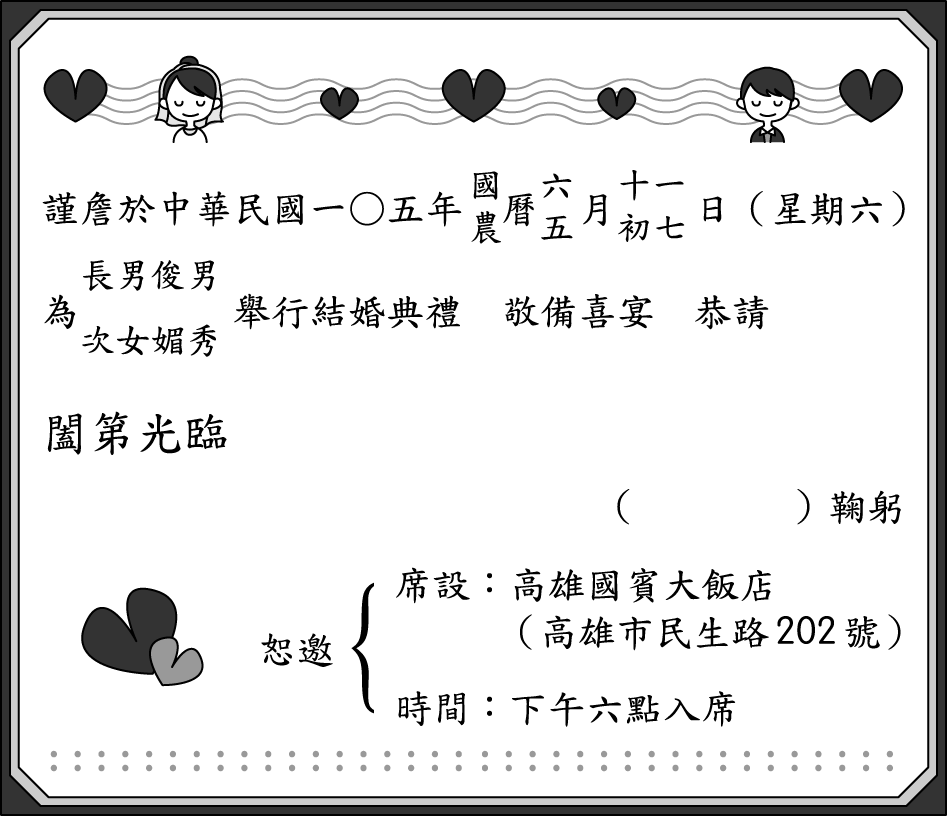 謹詹於中華民國一〇五年國農曆六五月十一初七日（星期六）
為長男俊男次女媚秀舉行結婚典禮　敬備喜宴　恭請
闔第光臨
（　　　　）鞠躬
恕邀
席設：高雄國賓大飯店
（高雄市民生路202號）
時間：下午六點入席